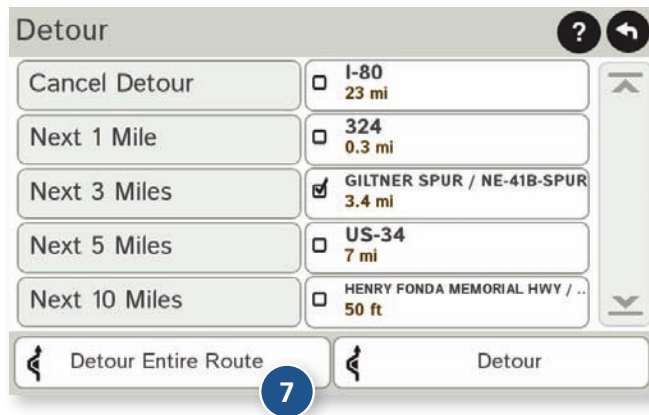 Detour
?
Cancel Detour
I-80
23 mi
Next 1 Mile
324
0.3 mi
Next 3 Miles
GILTNER SPUR / NE-41B-SPUR
3.4 mi
Next 5 Miles
US-34
7 mi
Next 10 Miles
HENRY FONDA MEMORIAL HWY / ..
50 ft
Detour Entire Route
Detour
7